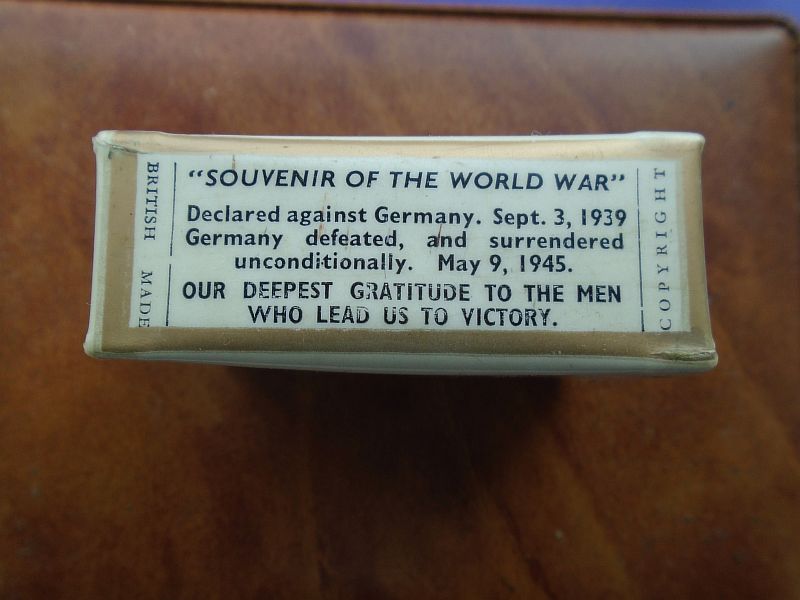 "SOUVENIR OF THE WORLD WAR"
Declared against Germany. Sept. 3, 1939
Germany defeated, and surrendered
unconditionally. May 9, 1945.
OUR DEEPEST GRATITUDE TO THE MEN
WHO LEAD US TO VICTORY.
BRITISH MADE
COPYRIGHT